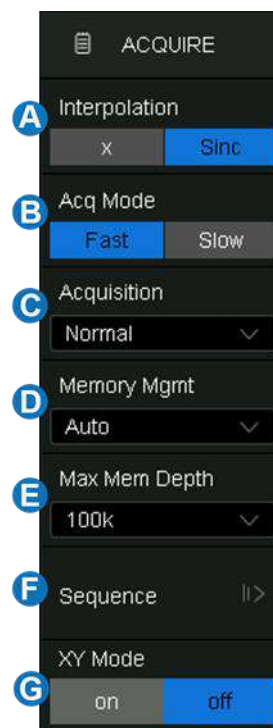 ACQUIRE
A
Interpolation
x Sinc
B
Acq Mode
Fast Slow
C
Acquisition
Normal
D
Memory Mgmt
Auto
E
Max Mem Depth
100k
F
Sequence
XY Mode
G
on off